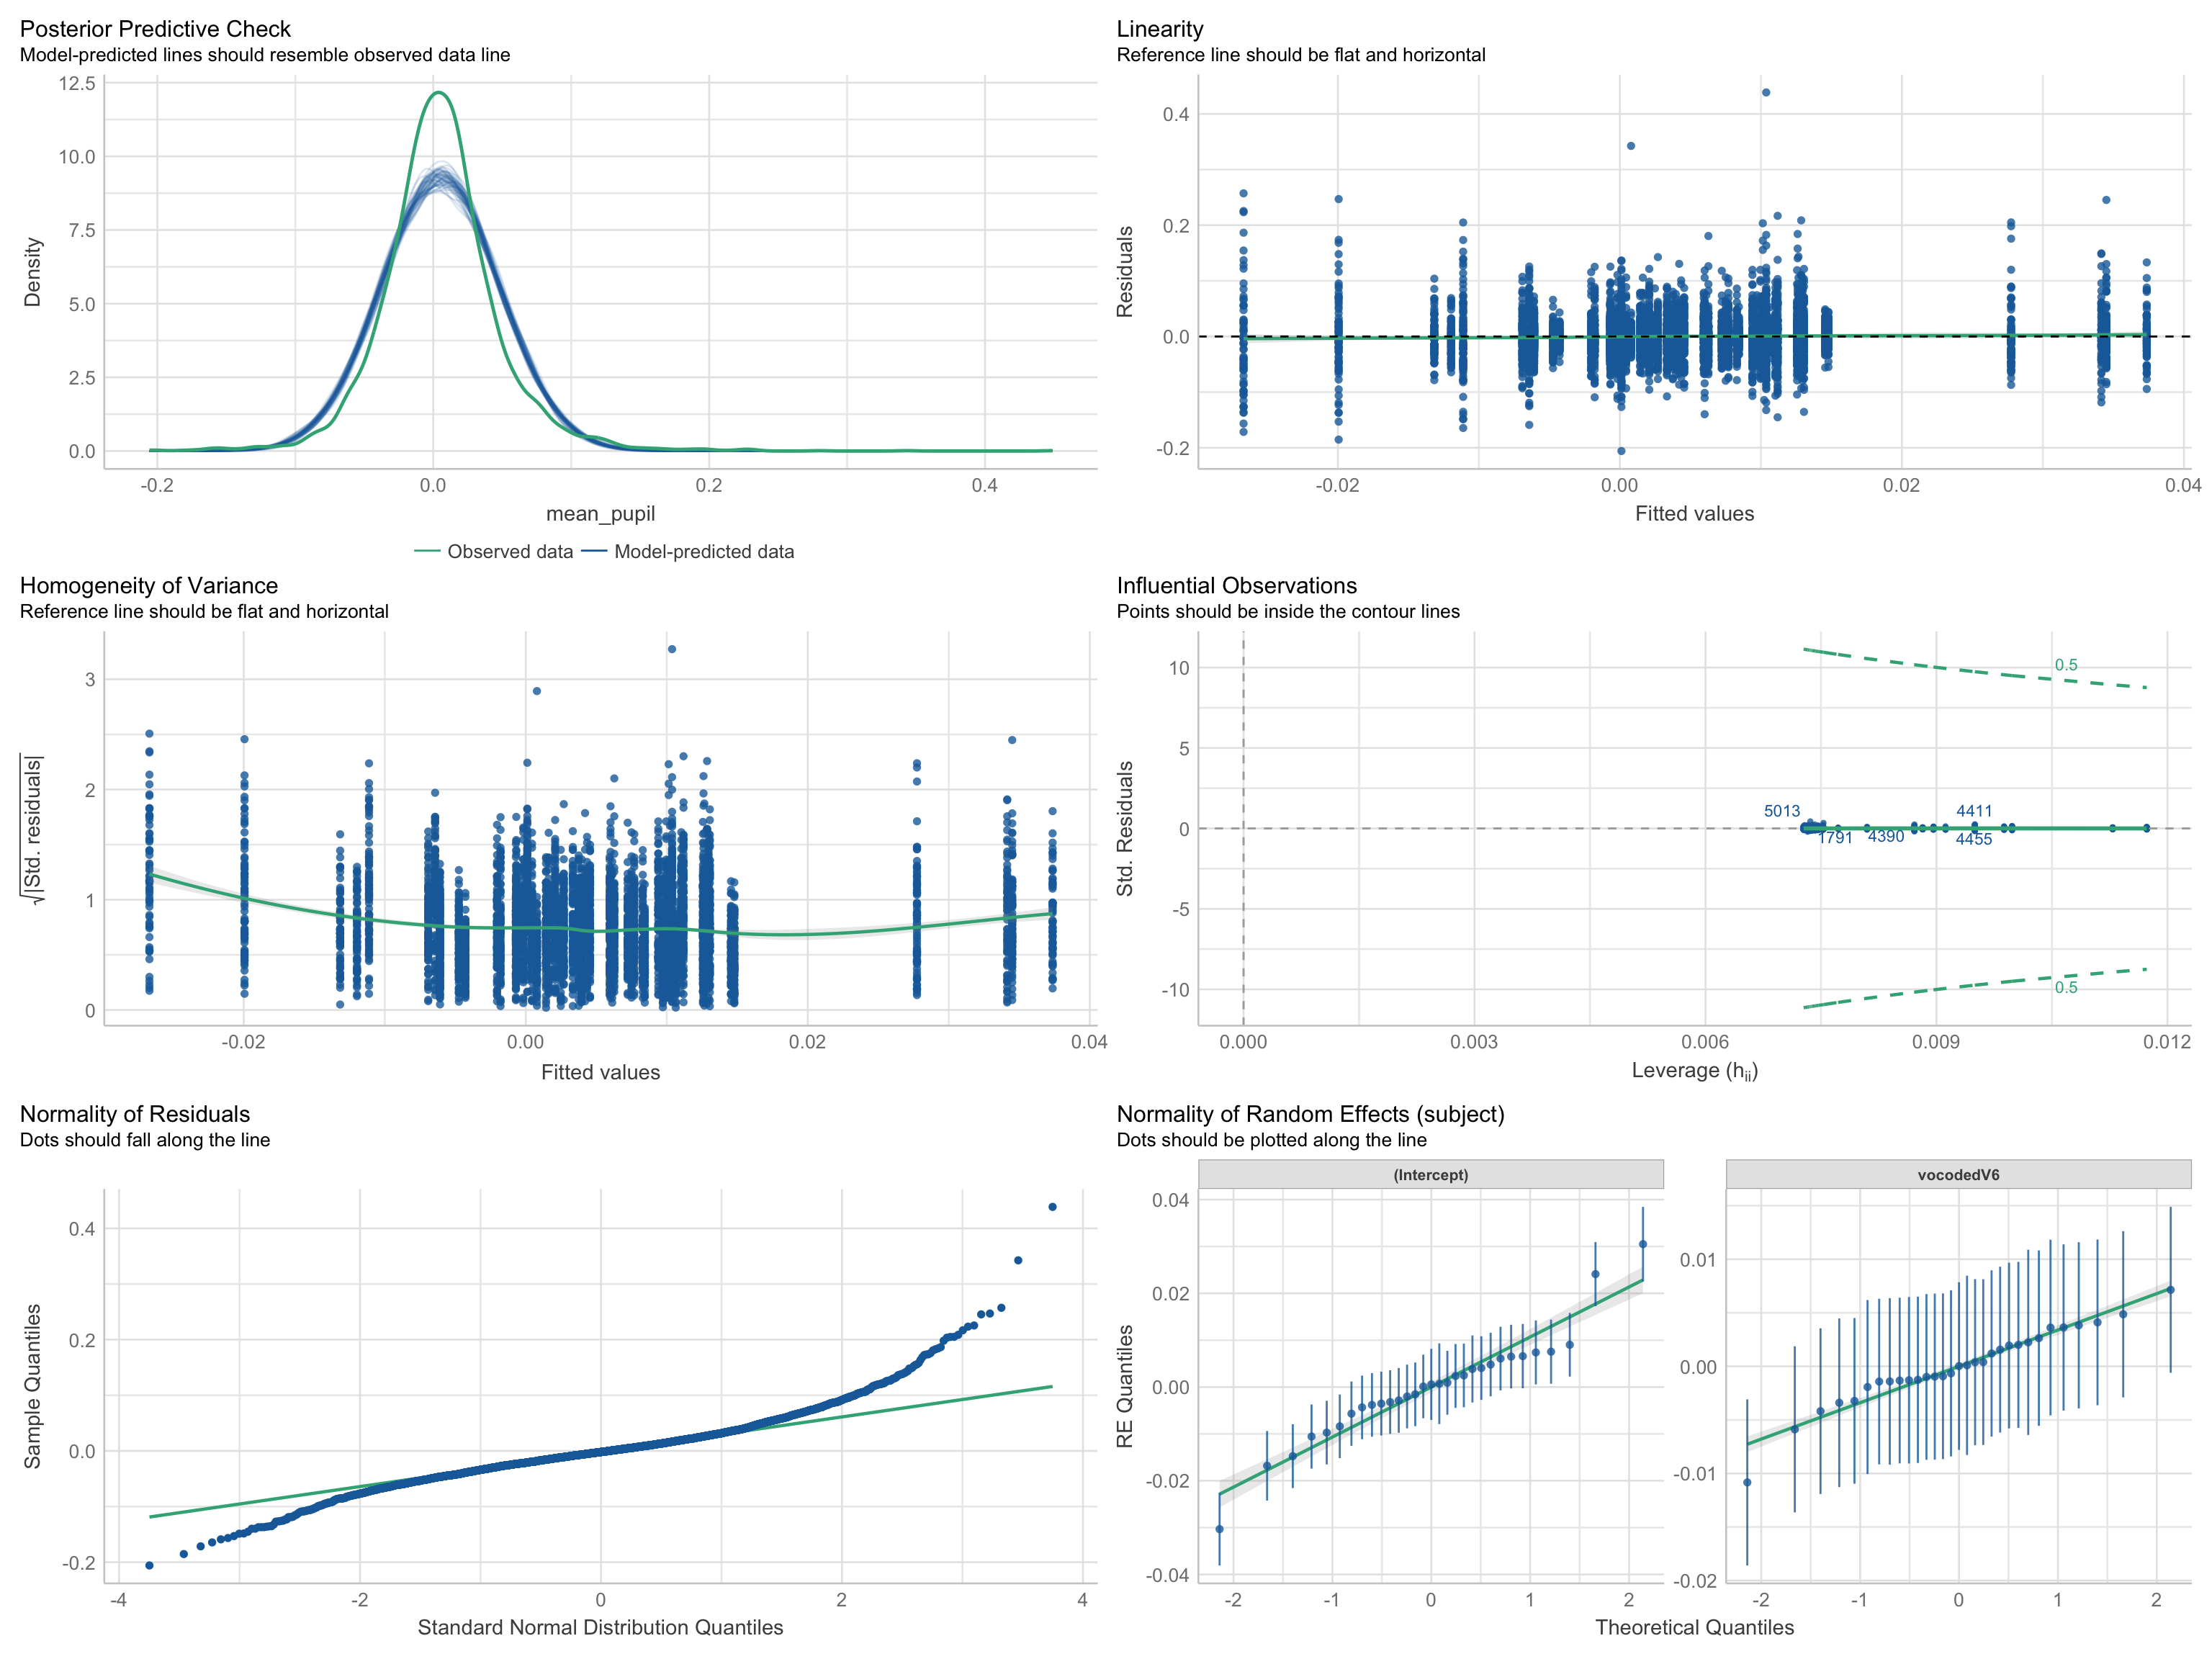 Posterior Predictive Check
Model-predicted lines should resemble observed data line
12.5
10.0
7.5
5.0
2.5
0.0
Density
-0.2
0.0
0.2
0.4
mean_pupil
Observed data
Model-predicted data
Linearity
Reference line should be flat and horizontal
0.4
0.2
0.0
-0.2
Residuals
-0.02
0.00
0.02
0.04
Fitted values
Homogeneity of Variance
Reference line should be flat and horizontal
3
2
1
0
√|Std. residuals|
-0.02
0.00
0.02
0.04
Fitted values
Influential Observations
Points should be inside the contour lines
10
5
0
-5
-10
Std. Residuals
0.5
5013
4411
1791
4390
4455
0.5
0.000
0.003
0.006
0.009
0.012
Leverage (hii)
Normality of Residuals
Dots should fall along the line
0.4
0.2
0.0
-0.2
Sample Quantiles
-4
-2
0
2
4
Standard Normal Distribution Quantiles
Normality of Random Effects (subject)
Dots should be plotted along the line
(Intercept)
vocodedV6
0.04
0.02
0.00
-0.02
-0.04
RE Quantiles
0.01
0.00
-0.01
-0.02
-2
-1
0
1
2
-2
-1
0
1
2
Theoretical Quantiles